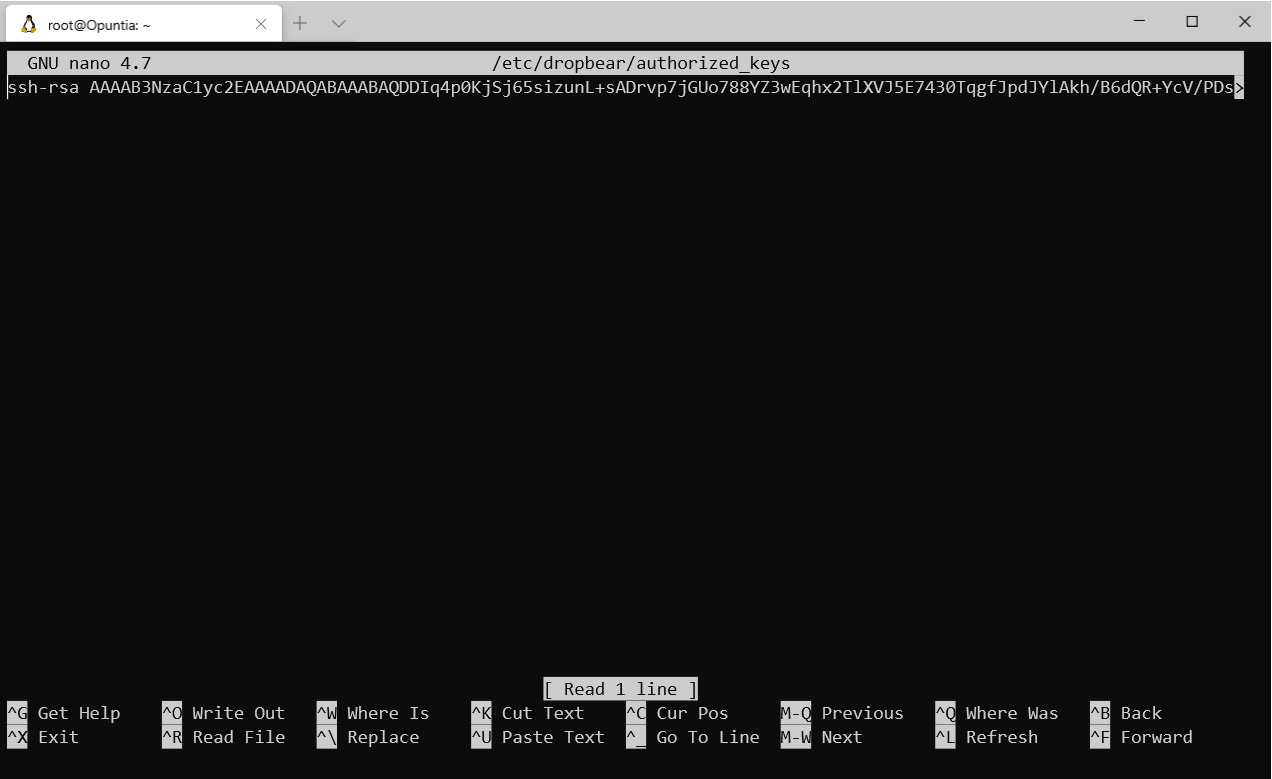 root@Opuntia: ~
GNU nano 4.7 /etc/dropbear/authorized_keys
ssh-rsa AAAAB3NzaC1yc2EAAAADAQABAAABAQDDIq4p0KjSj65sizunL+sADrvp7jGUo788YZ3wEqhx2TlXVJ5E7430TqgfJpdJYlAkh/B6dQR+YcV/PDs>
[ Read 1 line ]
^G Get Help ^O Write Out ^W Where Is ^K Cut Text ^C Cur Pos M-Q Previous ^Q Where Was ^B Back
^X Exit ^R Read File ^\ Replace ^U Paste Text ^_ Go To Line M-W Next ^L Refresh ^F Forward